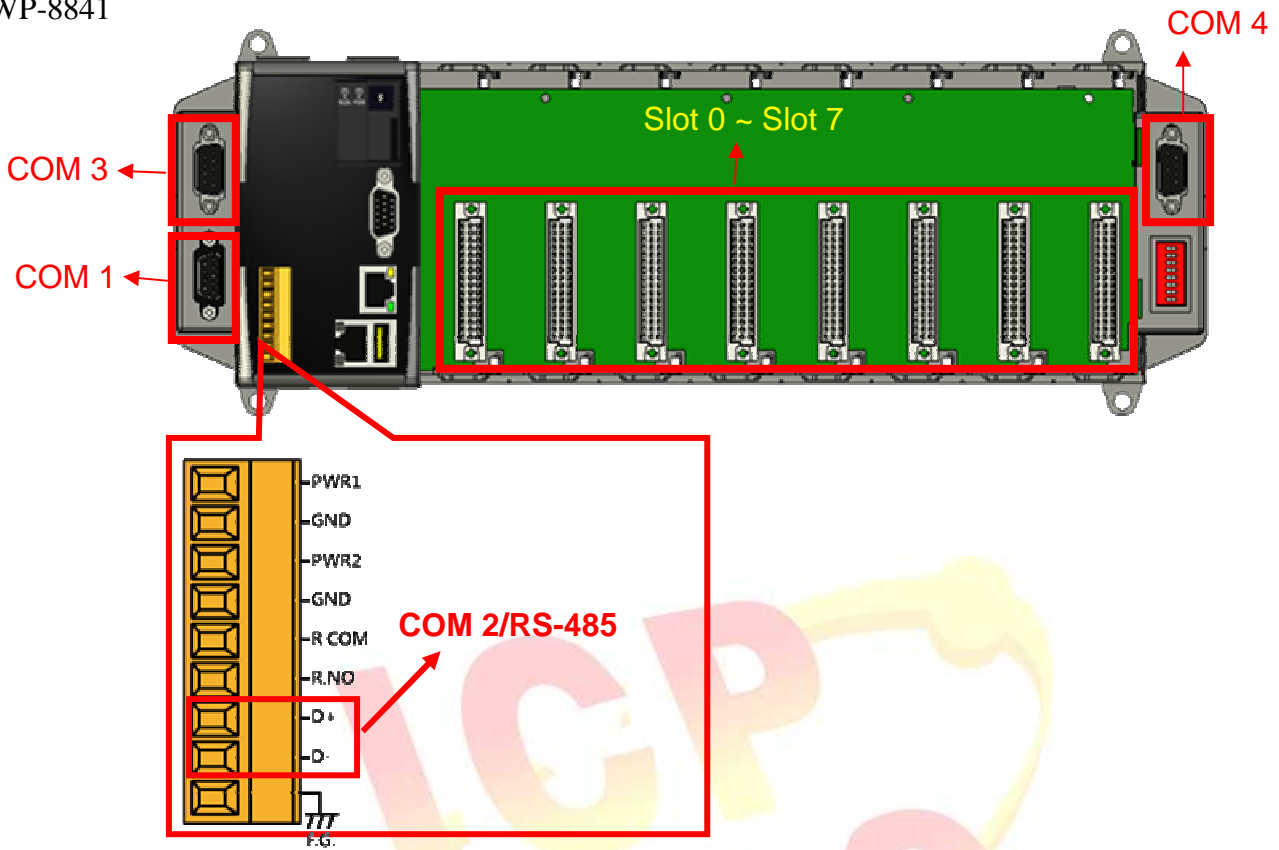 WP-8841
COM 4
Slot 0 ~ Slot 7
COM 3
COM 1
PWR1
GND
PWR2
GND
R.COM
R.NO
COM 2/RS-485
D+
D-
F.G.
ICP